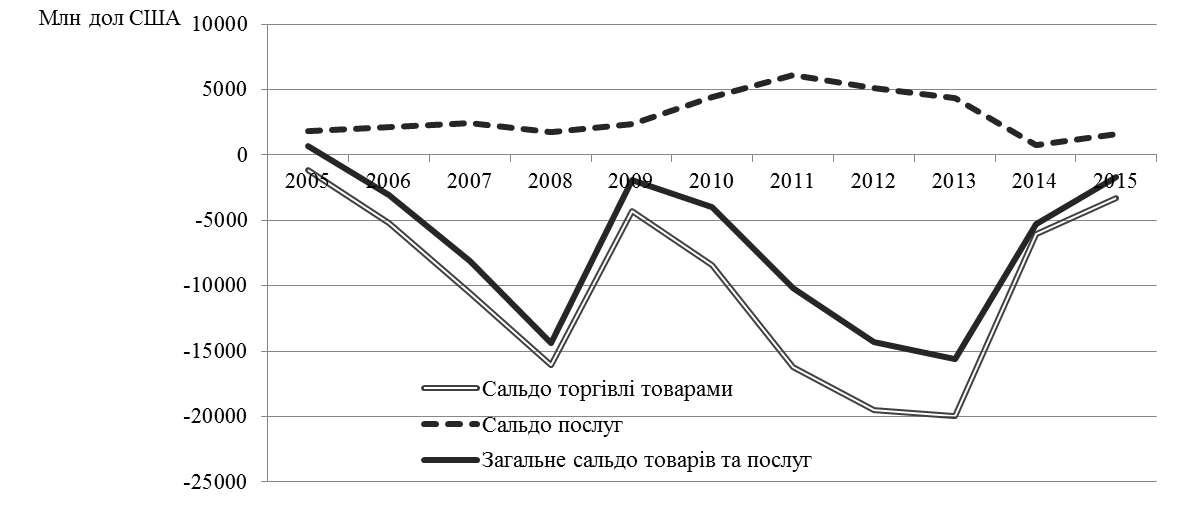 Млн дол США
10000
5000
0
-5000
-10000
-15000
-20000
-25000
2005 2006 2007 2008 2009 2010 2011 2012 2013 2014 2015
Сальдо торгівлі товарами
Сальдо послуг
Загальне сальдо товарів та послуг